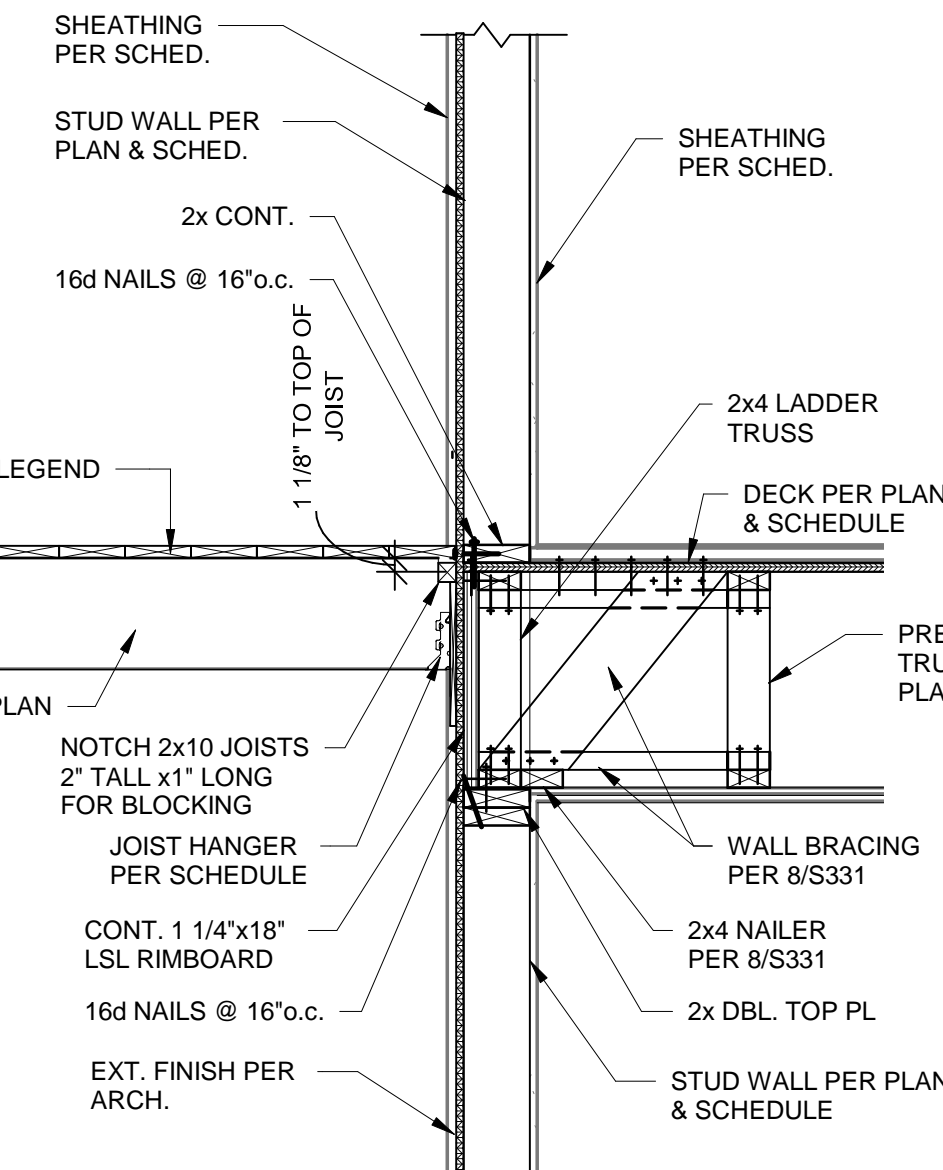 SHEATHING
PER SCHED.
STUD WALL PER
PLAN & SCHED.
SHEATHING
PER SCHED.
2x CONT.
16d NAILS @ 16"o.c.
1 1/8" TO TOP OF
JOIST
2x4 LADDER
TRUSS
LEGEND
DECK PER PLAN
& SCHEDULE
PRE
TRU
PLA
PLAN
NOTCH 2x10 JOISTS
2" TALL x1" LONG
FOR BLOCKING
JOIST HANGER
PER SCHEDULE
WALL BRACING
PER 8/S331
CONT. 1 1/4"x18"
LSL RIMBOARD
2x4 NAILER
PER 8/S331
16d NAILS @ 16"o.c.
2x DBL. TOP PL
EXT. FINISH PER
ARCH.
STUD WALL PER PLAN
& SCHEDULE